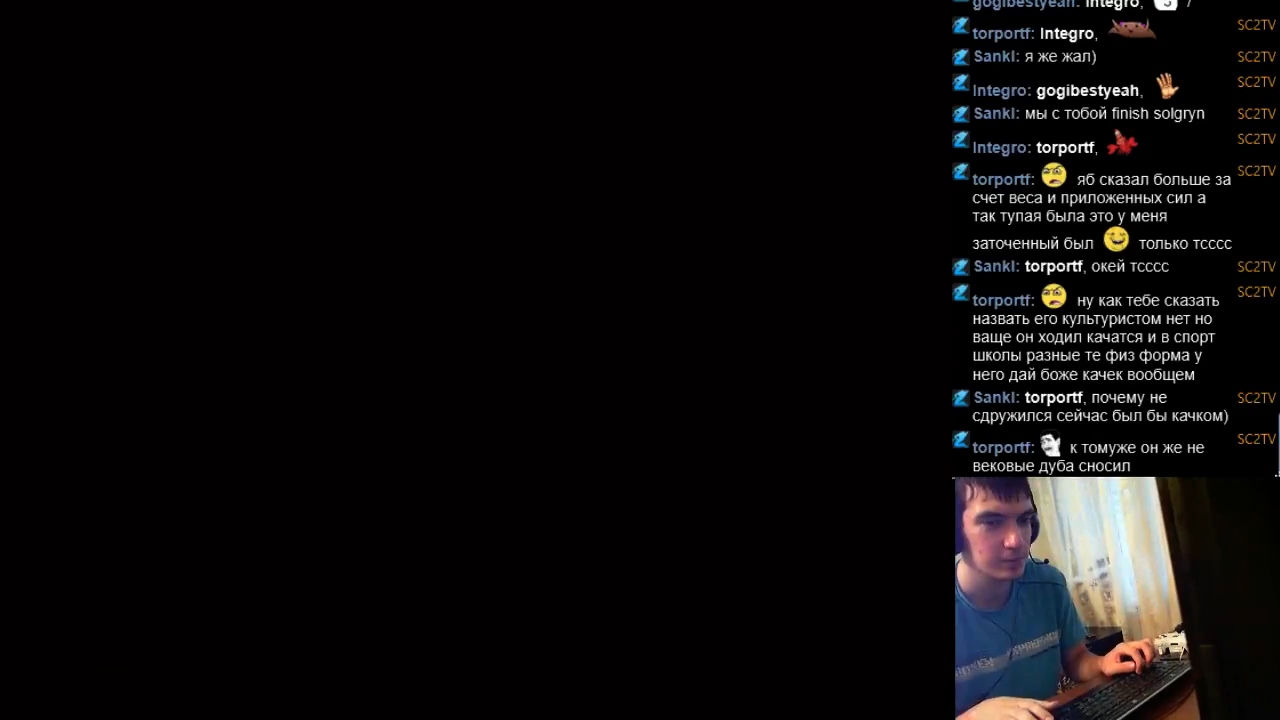 gogibestyeah: Integro,
torportf: Integro,
SC2TV
Sankl: я же жал)
SC2TV
Integro: gogibestyeah,
SC2TV
Sankl: мы с тобой finish solgryn
SC2TV
Integro: torportf,
SC2TV
torportf: яб сказал больше за
SC2TV
счет веса и приложенных сил а
так тупая была это у меня
заточенный был только тсссс
Sankl: torportf, окей тсссс
SC2TV
torportf: ну как тебе сказать
SC2TV
назвать его культуристом нет но
ваще он ходил качатся и в спорт
школы разные те физ форма у
него дай боже качек вообщем
Sankl: torportf, почему не
SC2TV
сдружился сейчас был бы качком)
torportf: к томуже он же не
SC2TV
вековые дуба сносил